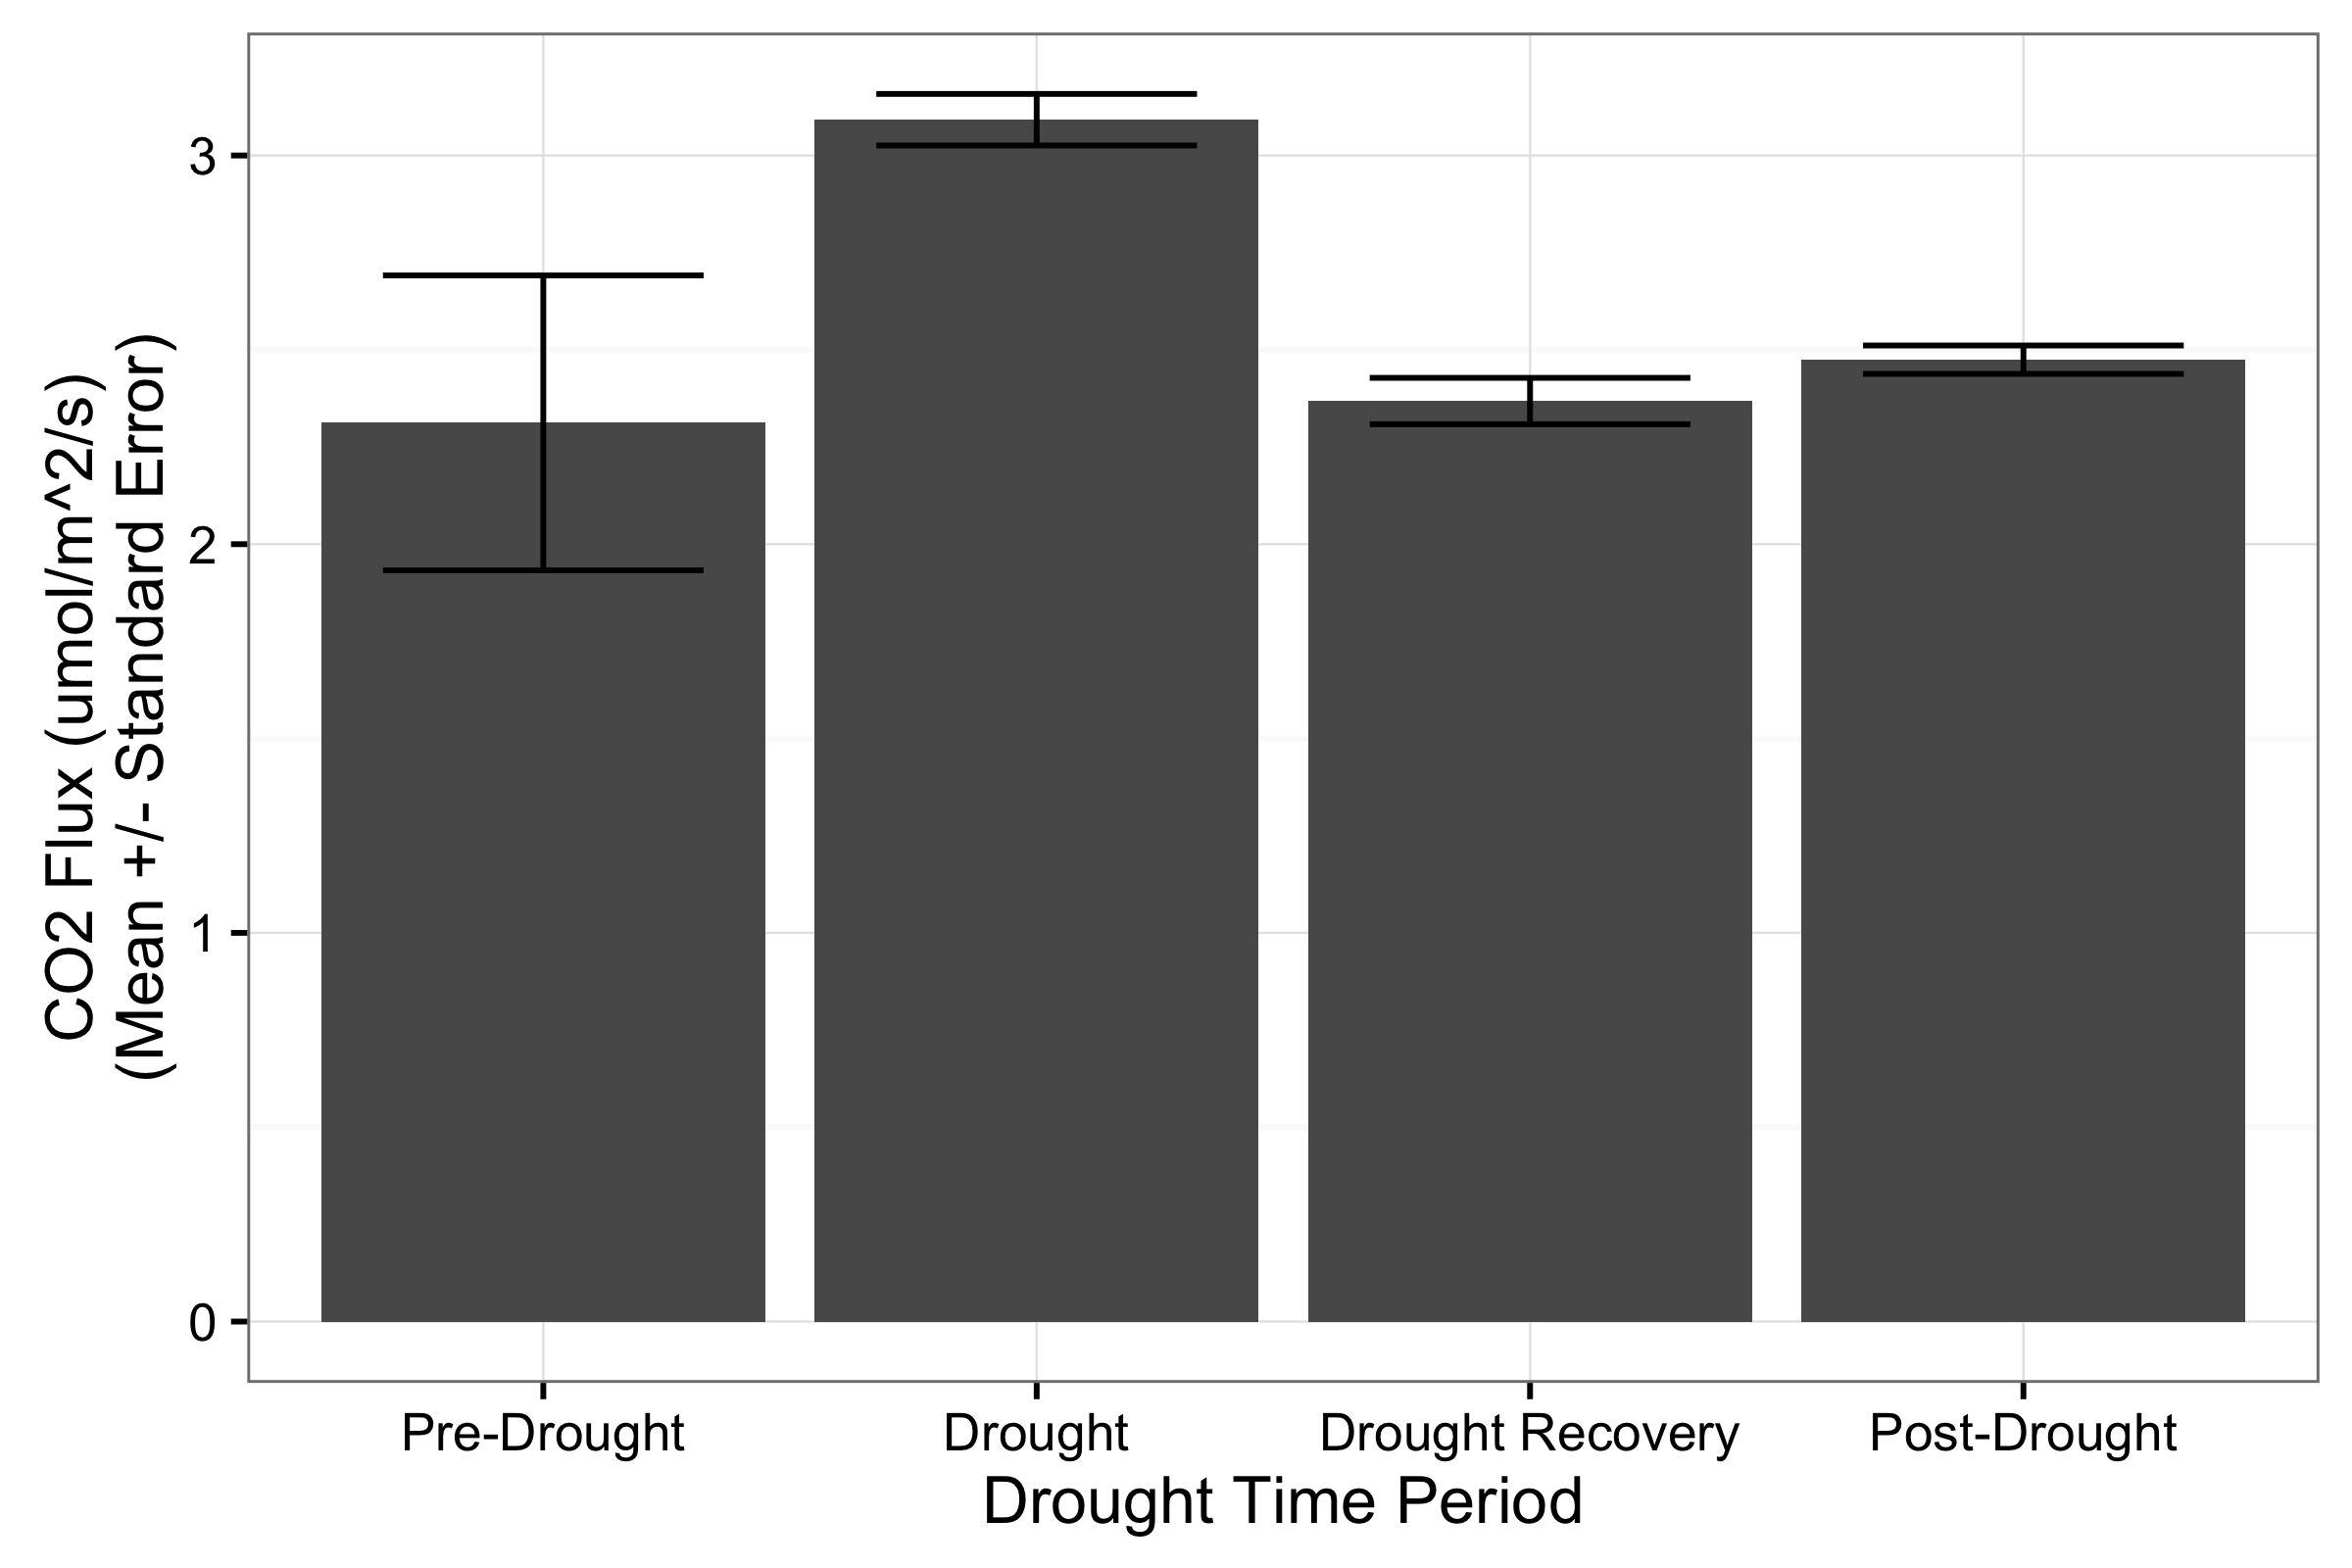 CO2 Flux (umol/m^2/s)
(Mean +/- Standard Error)
3
2
1
0
Pre-Drought
Drought
Drought Recovery
Post-Drought
Drought Time Period